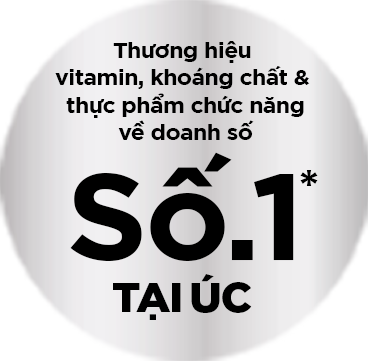 Thương hiệu
vitamin, khoáng chất &
thực phẩm chức năng
về doanh số
Số.1*
TẠI ÚC